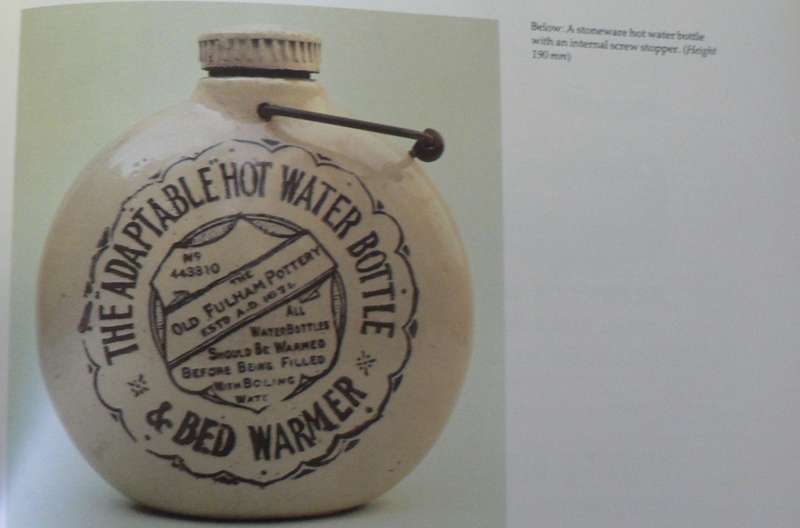 Below: A stoneware hot water bottle
with an internal screw stopper. (Height
190 mm)
THE "ADAPTABLE" HOT WATER BOTTLE
& BED WARMER
No
443810
THE
OLD FULHAM POTTERY
ESTD A.D. 1671
ALL
WATER BOTTLES
SHOULD BE WARMED
BEFORE BEING FILLED
WITH BOILING
WATE